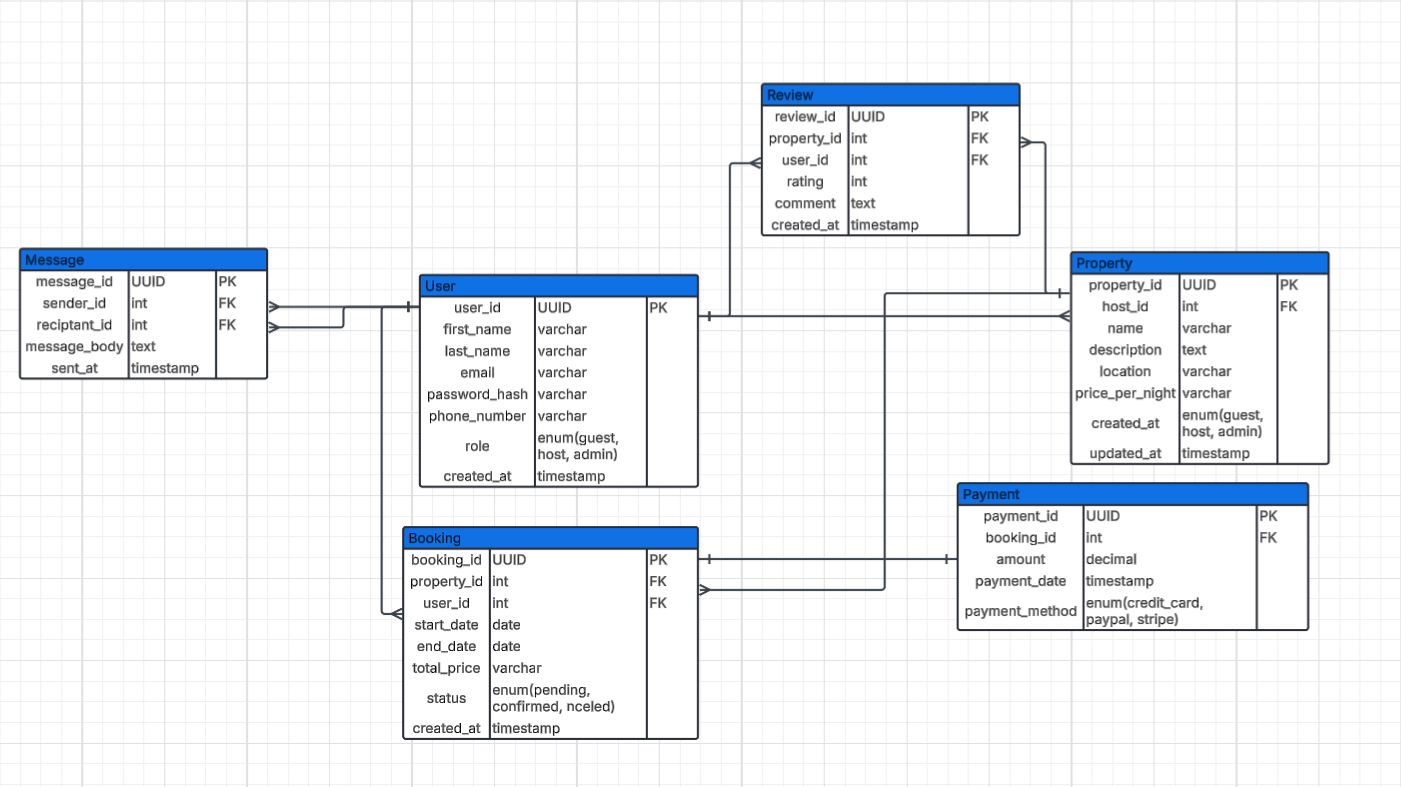 Review
review_id UUID PK
property_id int FK
user_id int FK
rating int
comment text
created_at timestamp
Message
message_id UUID PK
sender_id int FK
reciptant_id int FK
message_body text
sent_at timestamp
User
user_id UUID PK
first_name varchar
last_name varchar
email varchar
password_hash varchar
phone_number varchar
role enum(guest,
host, admin)
created_at timestamp
Property
property_id UUID PK
host_id int FK
name varchar
description text
location varchar
price_per_night varchar
created_at enum(guest,
host, admin)
updated_at timestamp
Booking
booking_id UUID PK
property_id int FK
user_id int FK
start_date date
end_date date
total_price varchar
status enum(pending,
confirmed, nceled)
created_at timestamp
Payment
payment_id UUID PK
booking_id int FK
amount decimal
payment_date timestamp
payment_method enum(credit_card,
paypal, stripe)